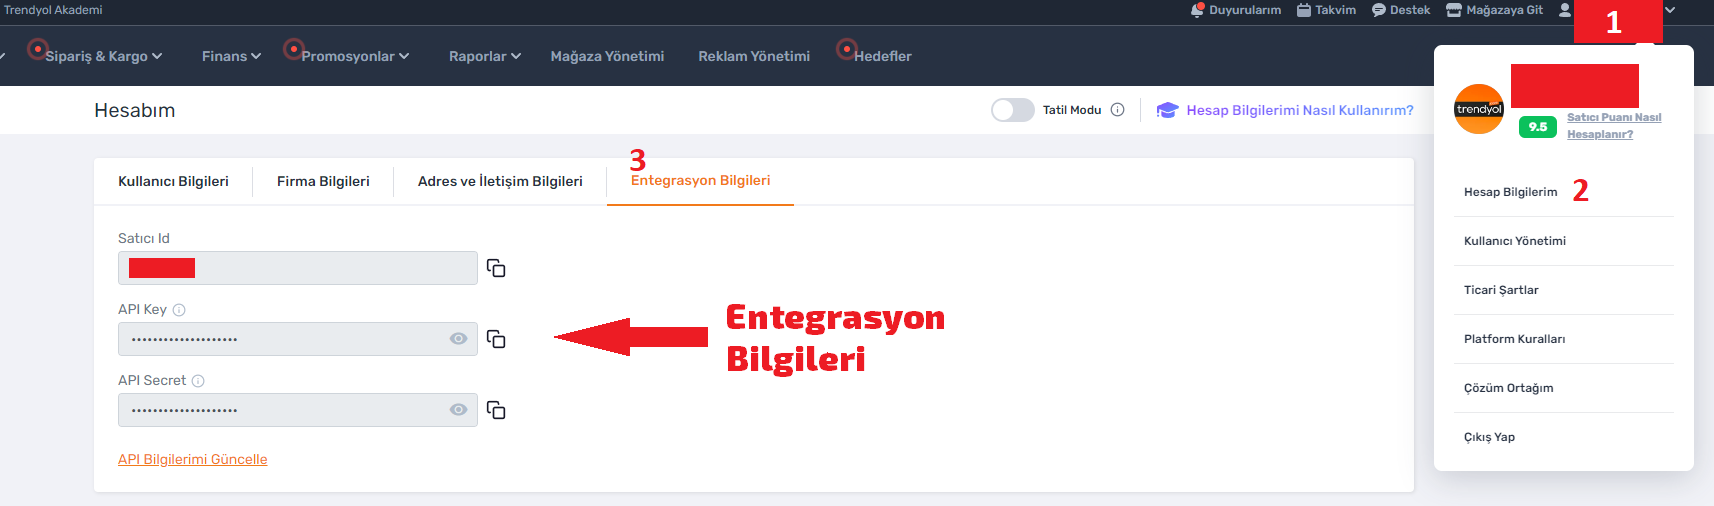 Trendyol Akademi
Duyurularım Takvim Destek Mağazaya Git
1
Sipariş & Kargo Finans Promosyonlar Raporlar Mağaza Yönetimi Reklam Yönetimi Hedefler
Hesabım
Tatil Modu
Hesap Bilgilerimi Nasıl Kullanırım?
3
Kullanıcı Bilgileri Firma Bilgileri Adres ve İletişim Bilgileri Entegrasyon Bilgileri
Satıcı Id
API Key
••••••••••••••••••••
API Secret
••••••••••••••••••••
API Bilgilerimi Güncelle
Entegrasyon
Bilgileri
trendyol
9.5
Satıcı Puanı Nasıl
Hesaplanır?
Hesap Bilgilerim 2
Kullanıcı Yönetimi
Ticari Şartlar
Platform Kuralları
Çözüm Ortağım
Çıkış Yap